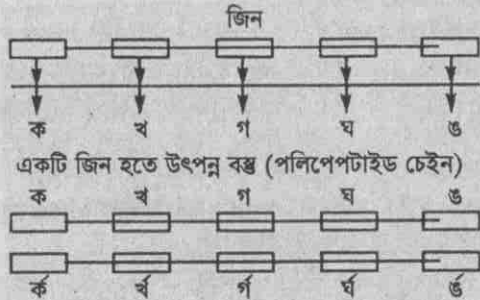 জিন
ক খ গ ঘ ঙ
একটি জিন হতে উৎপন্ন বস্তু (পলিপেপটাইড চেইন)
ক খ গ ঘ ঙ
র্ক র্খ র্গ র্ঘ র্ঙ